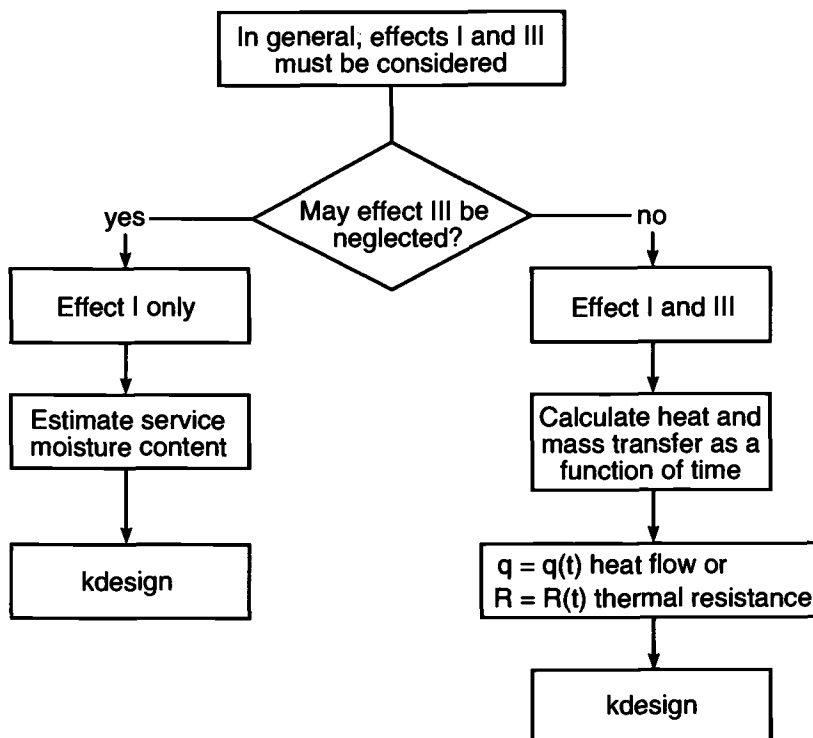 In general, effects I and III
must be considered
May effect III be
neglected?
yes
no
Effect I only
Effect I and III
Estimate service
moisture content
Calculate heat and
mass transfer as a
function of time
kdesign
q = q(t) heat flow or
R = R(t) thermal resistance
kdesign